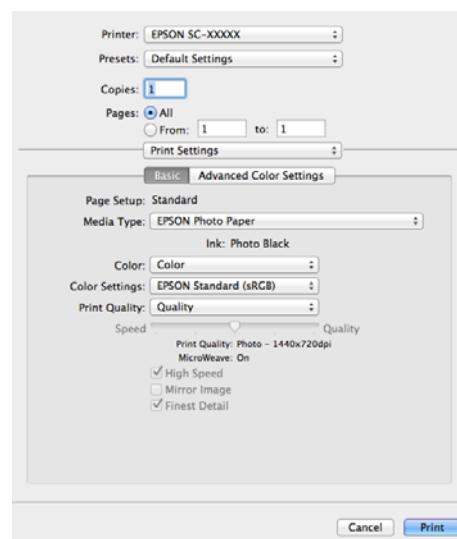 Printer: EPSON SC-XXXXX
Presets: Default Settings
Copies: 1
Pages: All
From: 1 to: 1
Print Settings
Basic Advanced Color Settings
Page Setup: Standard
Media Type: EPSON Photo Paper
Ink: Photo Black
Color: Color
Color Settings: EPSON Standard (sRGB)
Print Quality: Quality
Speed Quality
Print Quality: Photo - 1440x720dpi
MicroWeave: On
High Speed
Mirror Image
Finest Detail
Cancel Print